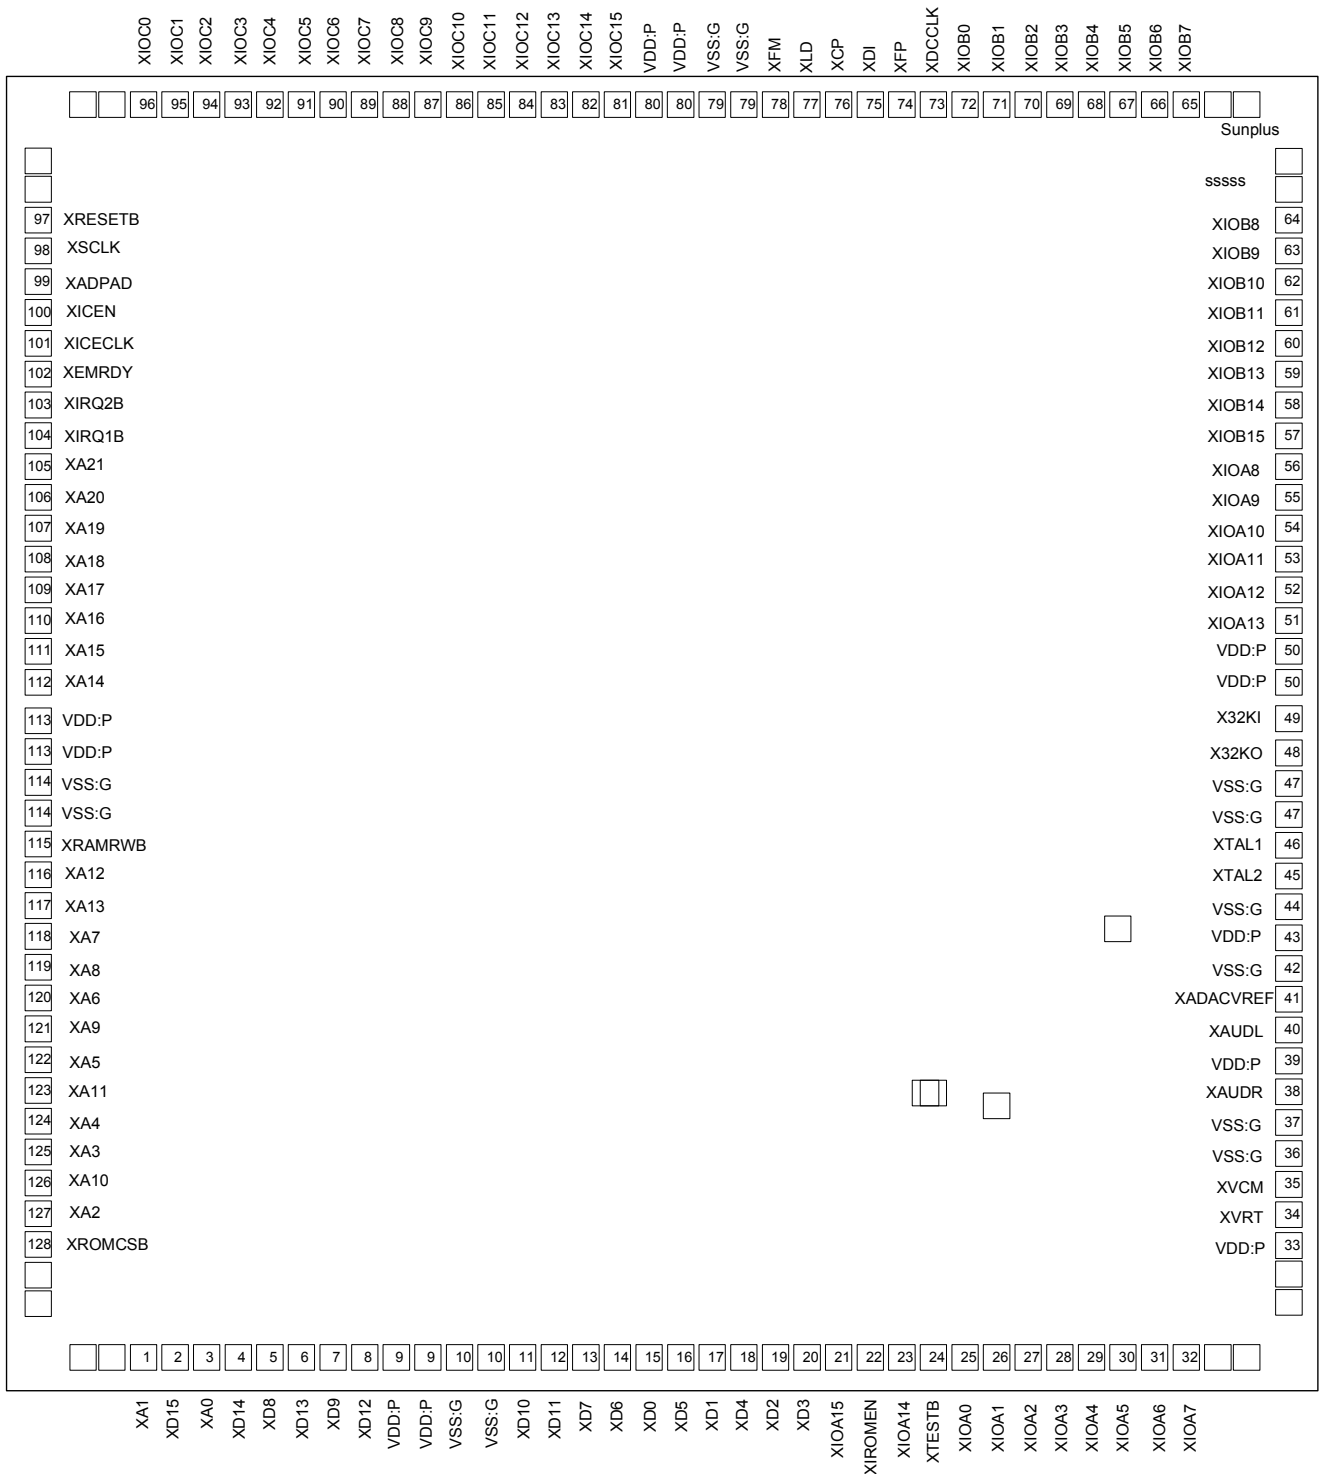 XIOC0 XIOC1 XIOC2 XIOC3 XIOC4 XIOC5 XIOC6 XIOC7 XIOC8 XIOC9 XIOC10 XIOC11 XIOC12 XIOC13 XIOC14 XIOC15 VDD:P VDD:P VSS:G VSS:G XFM XLD XCP XDI XFP XDCCLK XIOB0 XIOB1 XIOB2 XIOB3 XIOB4 XIOB5 XIOB6 XIOB7
96 95 94 93 92 91 90 89 88 87 86 85 84 83 82 81 80 80 79 79 78 77 76 75 74 73 72 71 70 69 68 67 66 65
Sunplus
sssss
97 XRESETB XIOB8 64
98 XSCLK XIOB9 63
99 XADPAD XIOB10 62
100 XICEN XIOB11 61
101 XICECLK XIOB12 60
102 XEMRDY XIOB13 59
103 XIRQ2B XIOB14 58
104 XIRQ1B XIOB15 57
105 XA21 XIOA8 56
106 XA20 XIOA9 55
107 XA19 XIOA10 54
108 XA18 XIOA11 53
109 XA17 XIOA12 52
110 XA16 XIOA13 51
111 XA15 VDD:P 50
112 XA14 VDD:P 50
113 VDD:P X32KI 49
113 VDD:P X32KO 48
114 VSS:G VSS:G 47
114 VSS:G VSS:G 47
115 XRAMRWB XTAL1 46
116 XA12 XTAL2 45
117 XA13 VSS:G 44
118 XA7 VDD:P 43
119 XA8 VSS:G 42
120 XA6 XADACVREF 41
121 XA9 XAUDL 40
122 XA5 VDD:P 39
123 XA11 XAUDR 38
124 XA4 VSS:G 37
125 XA3 VSS:G 36
126 XA10 XVCM 35
127 XA2 XVRT 34
128 XROMCSB VDD:P 33
1 2 3 4 5 6 7 8 9 9 10 10 11 12 13 14 15 16 17 18 19 20 21 22 23 24 25 26 27 28 29 30 31 32
XA1 XD15 XA0 XD14 XD8 XD13 XD9 XD12 VDD:P VDD:P VSS:G VSS:G XD10 XD11 XD7 XD6 XD0 XD5 XD1 XD4 XD2 XD3 XIOA15 XIROMEN XIOA14 XTESTB XIOA0 XIOA1 XIOA2 XIOA3 XIOA4 XIOA5 XIOA6 XIOA7